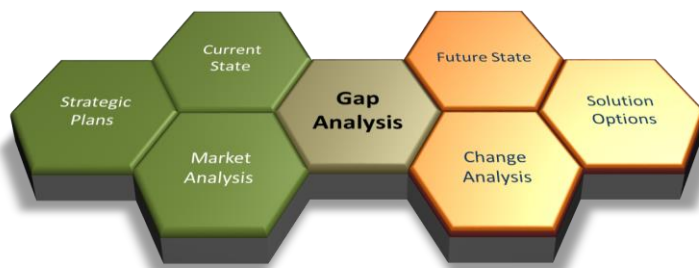 Strategic
Plans
Current
State
Market
Analysis
Gap
Analysis
Future State
Change
Analysis
Solution
Options